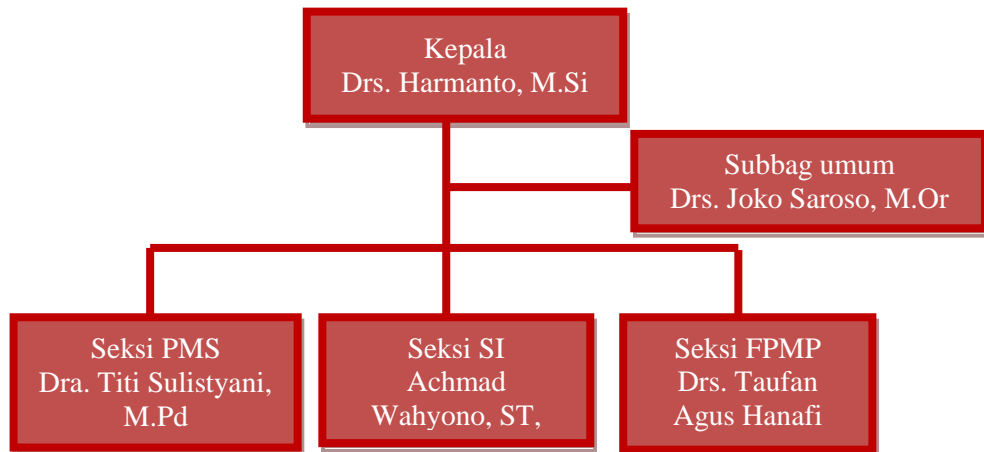 Kepala
Drs. Harmanto, M.Si
Subbag umum
Drs. Joko Saroso, M.Or
Seksi PMS
Dra. Titi Sulistyani,
M.Pd
Seksi SI
Achmad
Wahyono, ST,
Seksi FPMP
Drs. Taufan
Agus Hanafi